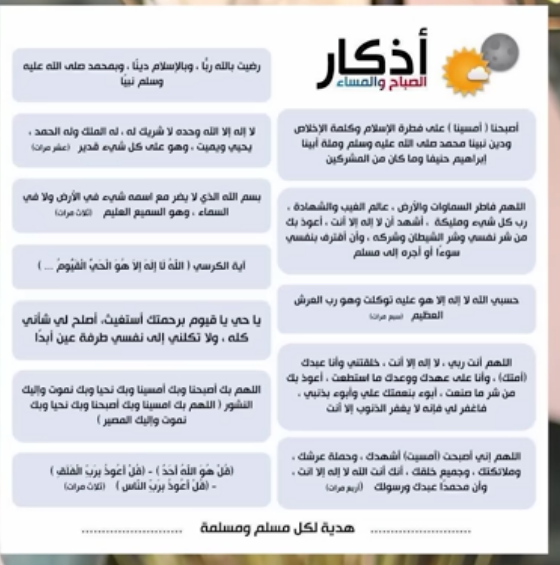 أذكار
الصباح والمساء
أصبحنا ( أمسينا ) على فطرة الإسلام وكلمة الإخلاص
ودين نبينا محمد صلى الله عليه وسلم وملة أبينا
إبراهيم حنيفا وما كان من المشركين
اللهم فاطر السماوات والأرض ، عالم الغيب والشهادة ،
رب كل شيء ومليكه ، أشهد أن لا إله إلا أنت ، أعوذ بك
من شر نفسي وشر الشيطان وشركه ، وأن أقترف بنفسي
سوءًا أو أجره إلى مسلم
حسبي الله لا إله إلا هو عليه توكلت وهو رب العرش
العظيم (سبع مرات)
اللهم أنت ربي ، لا إله إلا أنت ، خلقتني وأنا عبدك
(أمتك) ، وأنا على عهدك ووعدك ما استطعت ، أعوذ بك
من شر ما صنعت ، أبوء بنعمتك علي وأبوء بذنبي ،
فاغفر لي فإنه لا يغفر الذنوب إلا أنت
اللهم إني أصبحت (أمسيت) أشهدك ، وحملة عرشك ،
وملائكتك ، وجميع خلقك ، أنك أنت الله لا إله إلا انت ،
وأن محمدًا عبدك ورسولك (أربع مرات)
رضيت بالله ربًا ، وبالإسلام دينًا ، وبمحمد صلى الله عليه
وسلم نبيًا
لا إله إلا الله وحده لا شريك له ، له الملك وله الحمد ،
يحيي ويميت ، وهو على كل شيء قدير (عشر مرات)
بسم الله الذي لا يضر مع اسمه شيء في الأرض ولا في
السماء ، وهو السميع العليم (ثلاث مرات)
آية الكرسي ( اللَّهُ لَا إِلَهَ إِلَّا هُوَ الْحَيُّ الْقَيُّومُ ... )
يا حي يا قيوم برحمتك أستغيث، أصلح لي شأني
كله ، ولا تكلني إلى نفسي طرفة عين أبدًا
اللهم بك أصبحنا وبك أمسينا وبك نحيا وبك نموت وإليك
النشور ( اللهم بك امسينا وبك أصبحنا وبك نحيا وبك
نموت وإليك المصير )
(قُلْ هُوَ اللَّهُ أَحَدٌ ) - (قُلْ أَعُوذُ بِرَبِّ الْفَلَقِ )
- (قُلْ أَعُوذُ بِرَبِّ النَّاسِ ) (ثلاث مرات)
هدية لكل مسلم ومسلمة